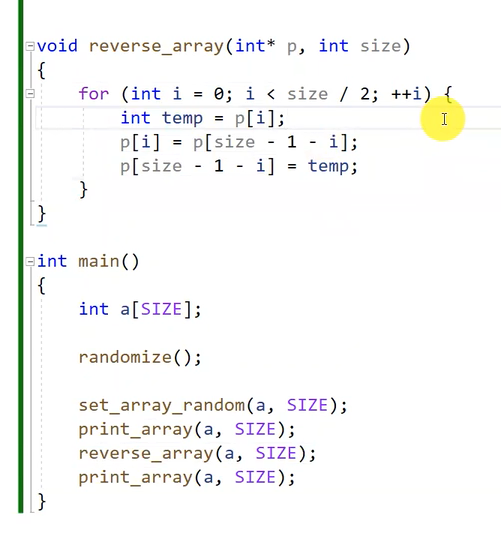 void reverse_array(int* p, int size)
{
    for (int i = 0; i < size / 2; ++i) {
        int temp = p[i];
        p[i] = p[size - 1 - i];
        p[size - 1 - i] = temp;
    }
}

int main()
{
    int a[SIZE];

    randomize();

    set_array_random(a, SIZE);
    print_array(a, SIZE);
    reverse_array(a, SIZE);
    print_array(a, SIZE);
}